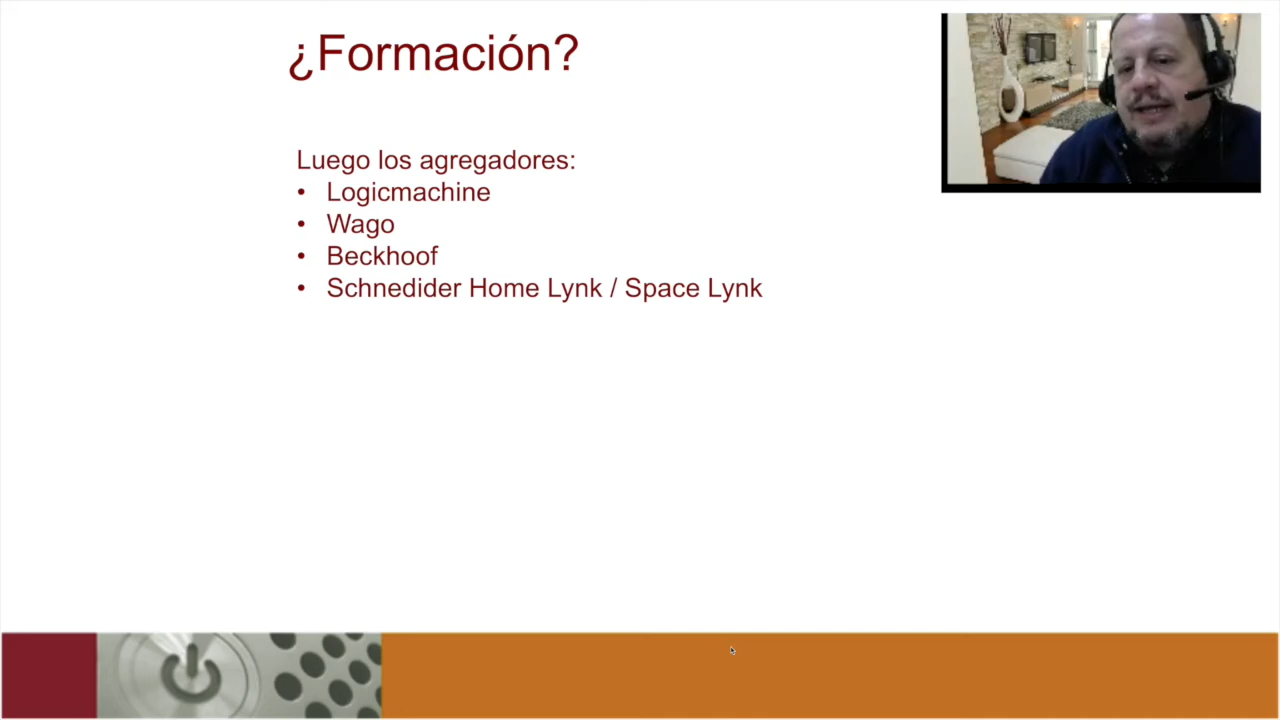 ¿Formación?
Luego los agregadores:
• Logicmachine
• Wago
• Beckhoof
• Schnedider Home Lynk / Space Lynk